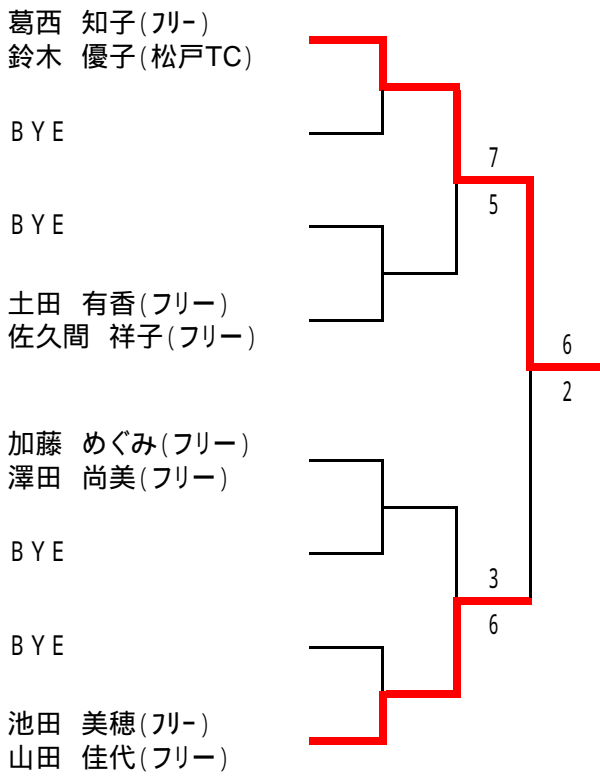 葛西 知子(フリー)
鈴木 優子(松戸TC)
BYE
7
5
BYE
土田 有香(フリー)
佐久間 祥子(フリー)
6
2
加藤 めぐみ(フリー)
澤田 尚美(フリー)
BYE
3
6
BYE
池田 美穂(フリー)
山田 佳代(フリー)